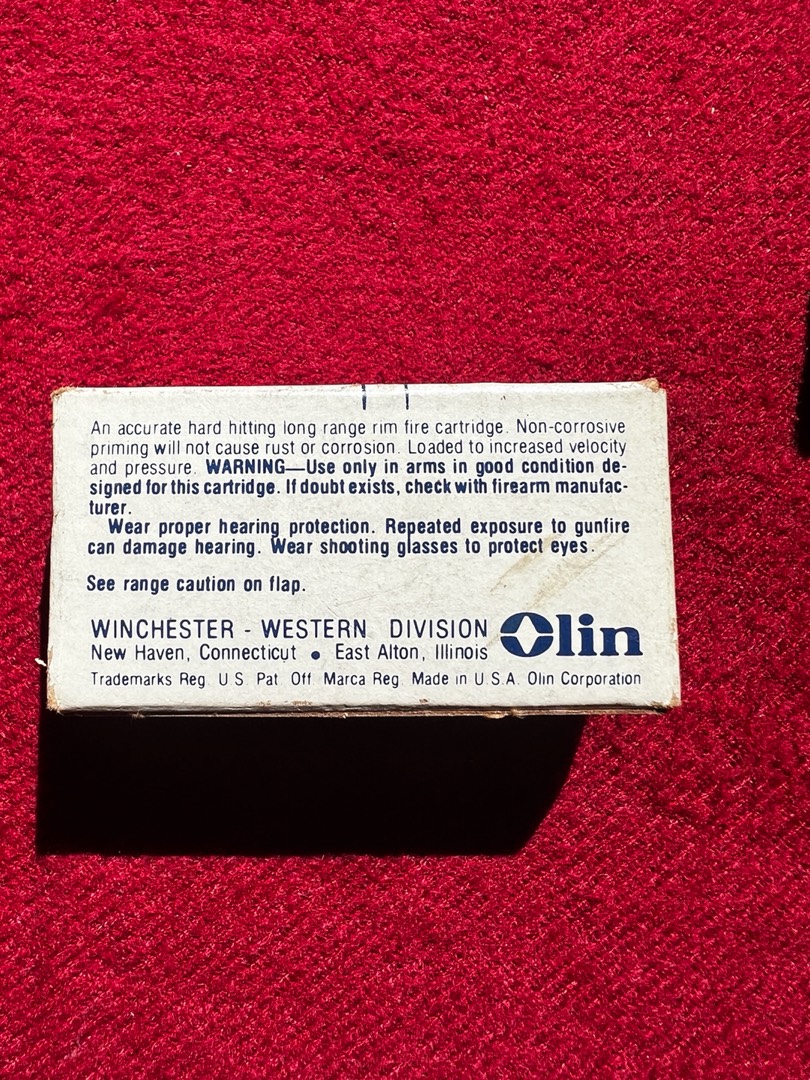 An accurate hard hitting long range rim fire cartridge. Non-corrosive
priming will not cause rust or corrosion. Loaded to increased velocity
and pressure. WARNING—Use only in arms in good condition de-
signed for this cartridge. If doubt exists, check with firearm manufac-
turer.
Wear proper hearing protection. Repeated exposure to gunfire
can damage hearing. Wear shooting glasses to protect eyes.
See range caution on flap.
WINCHESTER - WESTERN DIVISION Olin
New Haven, Connecticut • East Alton, Illinois
Trademarks Reg. U.S. Pat. Off. Marca Reg. Made in U.S.A. Olin Corporation